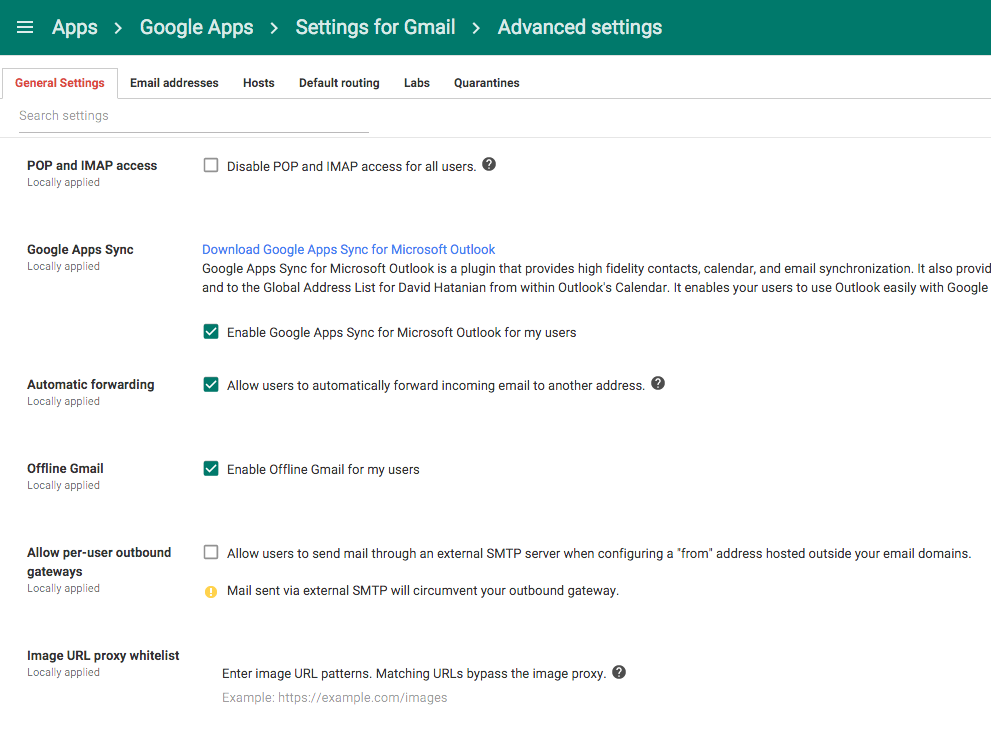 Apps > Google Apps > Settings for Gmail > Advanced settings
General Settings Email addresses Hosts Default routing Labs Quarantines
Search settings
POP and IMAP access
Locally applied
Disable POP and IMAP access for all users. ?
Google Apps Sync
Locally applied
Download Google Apps Sync for Microsoft Outlook
Google Apps Sync for Microsoft Outlook is a plugin that provides high fidelity contacts, calendar, and email synchronization. It also provid
and to the Global Address List for David Hatanian from within Outlook's Calendar. It enables your users to use Outlook easily with Google
Enable Google Apps Sync for Microsoft Outlook for my users
Automatic forwarding
Locally applied
Allow users to automatically forward incoming email to another address. ?
Offline Gmail
Locally applied
Enable Offline Gmail for my users
Allow per-user outbound
gateways
Locally applied
Allow users to send mail through an external SMTP server when configuring a "from" address hosted outside your email domains.
! Mail sent via external SMTP will circumvent your outbound gateway.
Image URL proxy whitelist
Locally applied
Enter image URL patterns. Matching URLs bypass the image proxy. ?
Example: https://example.com/images